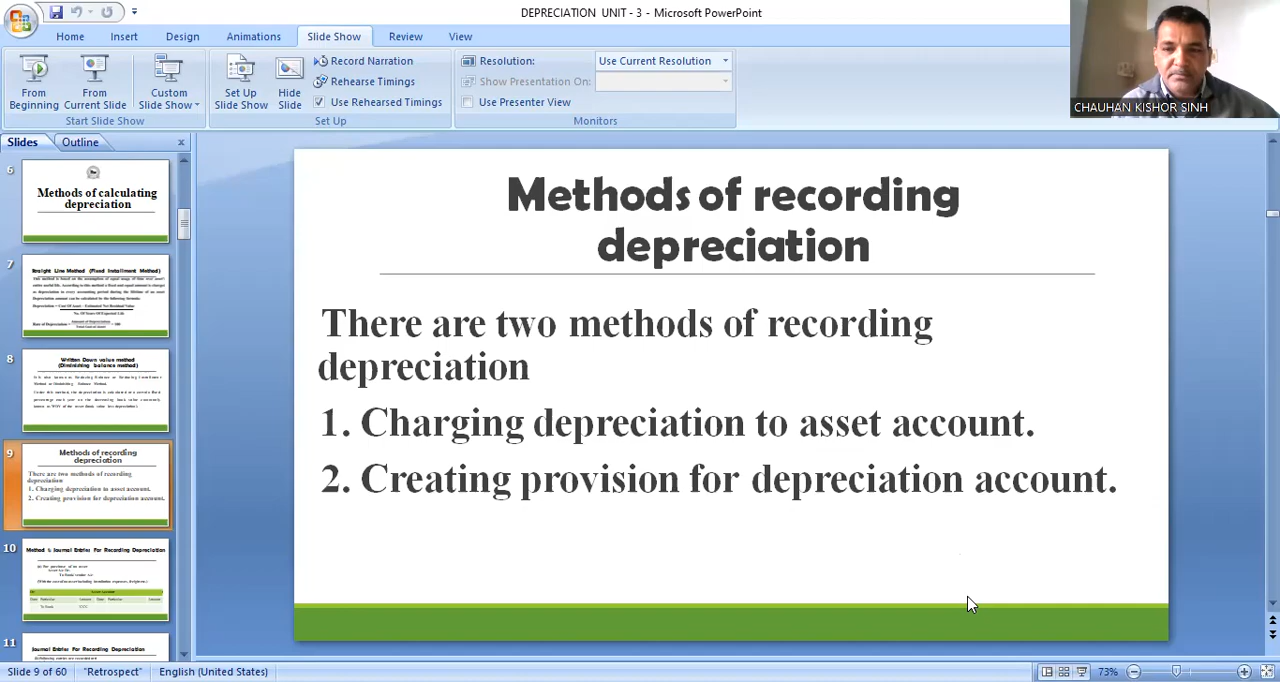 DEPRECIATION UNIT - 3 - Microsoft PowerPoint
Home Insert Design Animations Slide Show Review View
From Beginning
From Current Slide
Custom Slide Show
Start Slide Show
Set Up Slide Show
Hide Slide
Record Narration
Rehearse Timings
Use Rehearsed Timings
Set Up
Resolution: Use Current Resolution
Show Presentation On:
Use Presenter View
Monitors
CHAUHAN KISHOR SINH
Slides Outline
6
Methods of calculating
depreciation
7
Straight Line Method (Fixed Installment Method)
8
Written Down value method
(Diminishing balance method)
9
Methods of recording
depreciation
There are two methods of recording
depreciation
1. Charging depreciation to asset account.
2. Creating provision for depreciation account.
10
Method 1: Journal Entries For Recording Depreciation
11
Journal Entries For Recording Depreciation
Methods of recording
depreciation
There are two methods of recording
depreciation
1. Charging depreciation to asset account.
2. Creating provision for depreciation account.
Slide 9 of 60 "Retrospect" English (United States) 73%